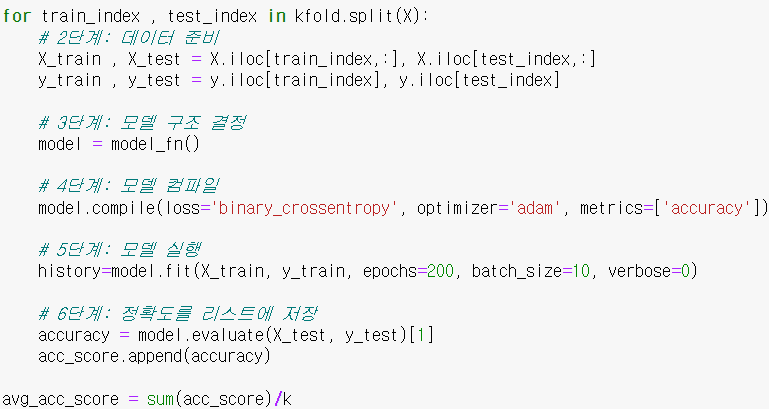 for train_index , test_index in kfold.split(X):
    # 2단계: 데이터 준비
    X_train , X_test = X.iloc[train_index,:], X.iloc[test_index,:]
    y_train , y_test = y.iloc[train_index], y.iloc[test_index]

    # 3단계: 모델 구조 결정
    model = model_fn()

    # 4단계: 모델 컴파일
    model.compile(loss='binary_crossentropy', optimizer='adam', metrics=['accuracy'])

    # 5단계: 모델 실행
    history=model.fit(X_train, y_train, epochs=200, batch_size=10, verbose=0)

    # 6단계: 정확도를 리스트에 저장
    accuracy = model.evaluate(X_test, y_test)[1]
    acc_score.append(accuracy)

avg_acc_score = sum(acc_score)/k